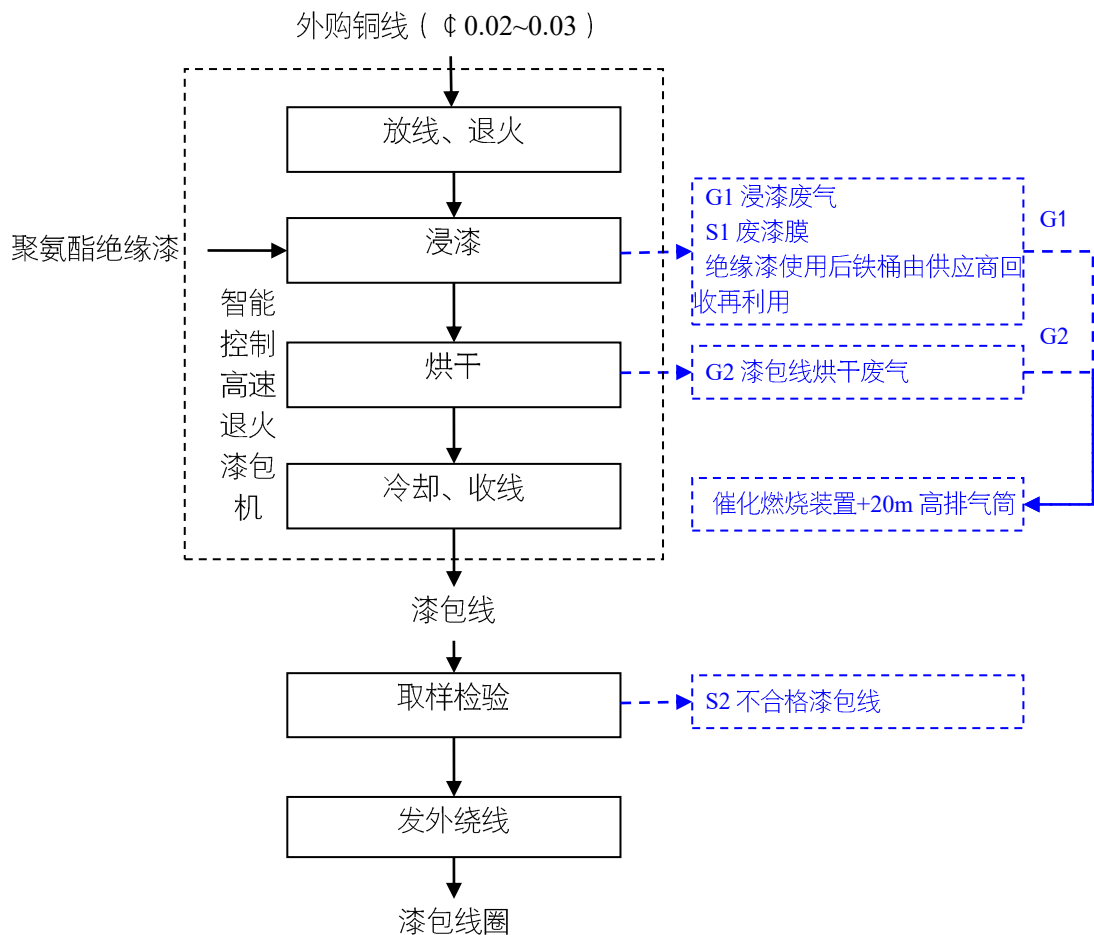 外购铜线（￠0.02~0.03）
放线、退火
浸漆
聚氨酯绝缘漆
G1 浸漆废气
S1 废漆膜
绝缘漆使用后铁桶由供应商回
收再利用
G1
智能
控制
高速
退火
漆包
机
烘干
G2 漆包线烘干废气
G2
冷却、收线
催化燃烧装置+20m 高排气筒
漆包线
取样检验
S2 不合格漆包线
发外绕线
漆包线圈